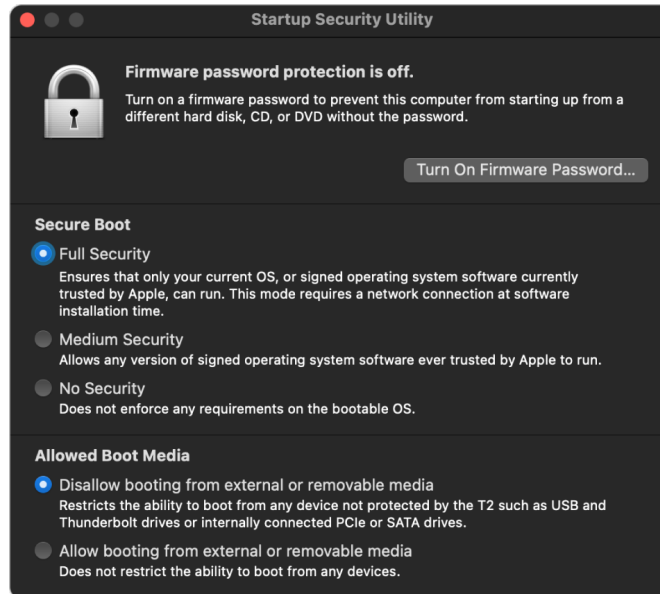 Startup Security Utility
Firmware password protection is off.
Turn on a firmware password to prevent this computer from starting up from a
different hard disk, CD, or DVD without the password.
Turn On Firmware Password...
Secure Boot
Full Security
Ensures that only your current OS, or signed operating system software currently
trusted by Apple, can run. This mode requires a network connection at software
installation time.
Medium Security
Allows any version of signed operating system software ever trusted by Apple to run.
No Security
Does not enforce any requirements on the bootable OS.
Allowed Boot Media
Disallow booting from external or removable media
Restricts the ability to boot from any device not protected by the T2 such as USB and
Thunderbolt drives or internally connected PCIe or SATA drives.
Allow booting from external or removable media
Does not restrict the ability to boot from any devices.